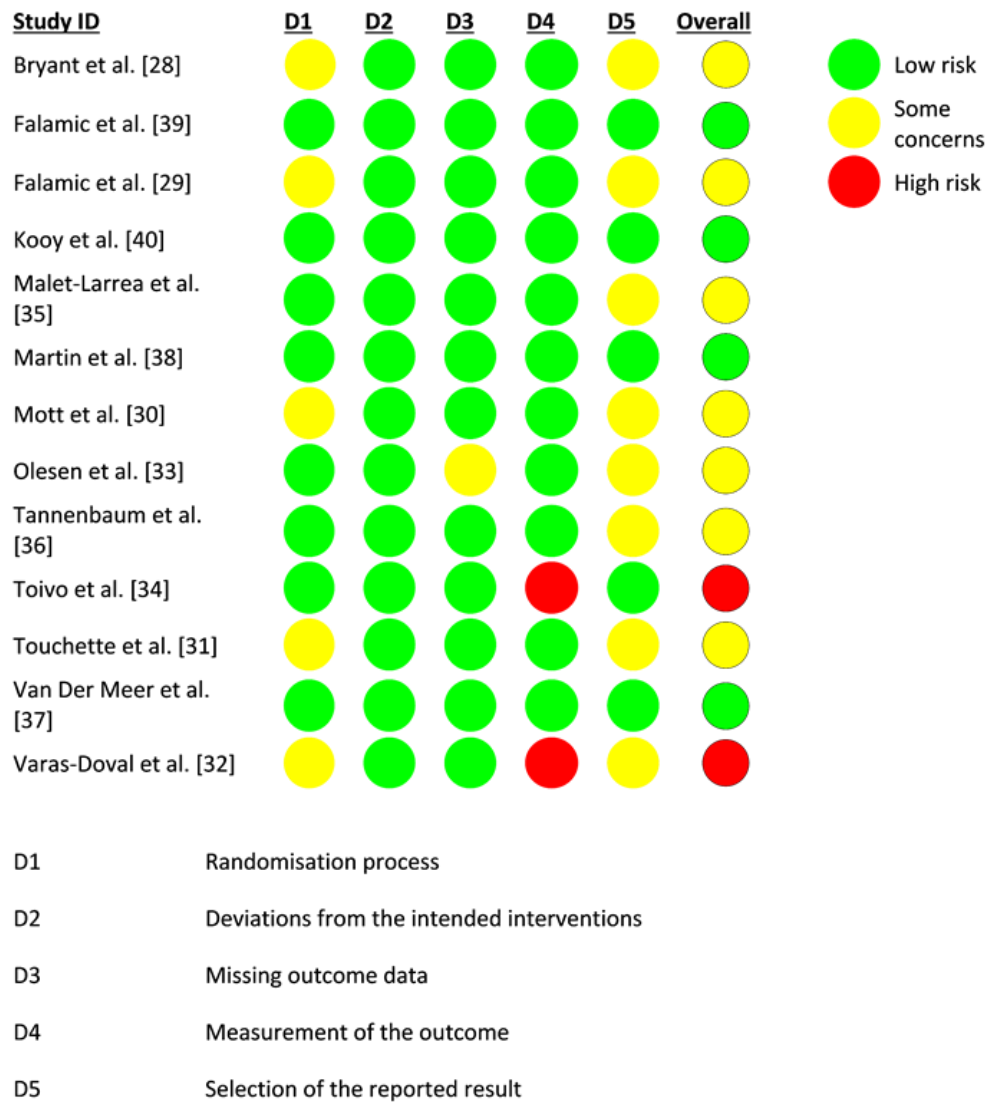 Study ID D1 D2 D3 D4 D5 Overall
Bryant et al. [28]
Low risk
Falamic et al. [39]
Some
concerns
Falamic et al. [29]
High risk
Kooy et al. [40]
Malet-Larrea et al.
[35]
Martin et al. [38]
Mott et al. [30]
Olesen et al. [33]
Tannenbaum et al.
[36]
Toivo et al. [34]
Touchette et al. [31]
Van Der Meer et al.
[37]
Varas-Doval et al. [32]
D1 Randomisation process
D2 Deviations from the intended interventions
D3 Missing outcome data
D4 Measurement of the outcome
D5 Selection of the reported result